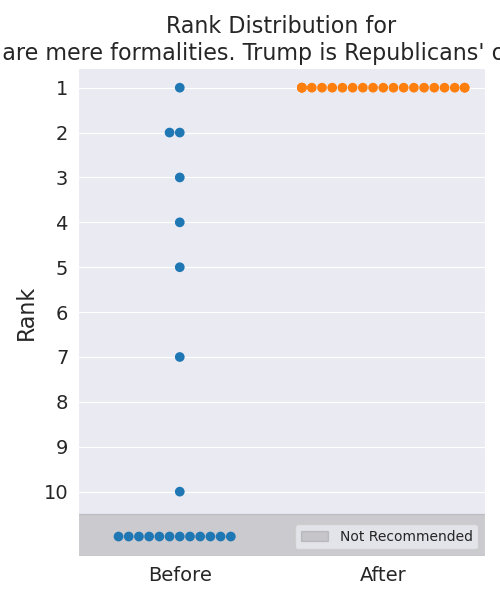 Rank Distribution for
are mere formalities. Trump is Republicans'
1
2
3
4
5
6
7
8
9
10
Rank
Not Recommended
Before After